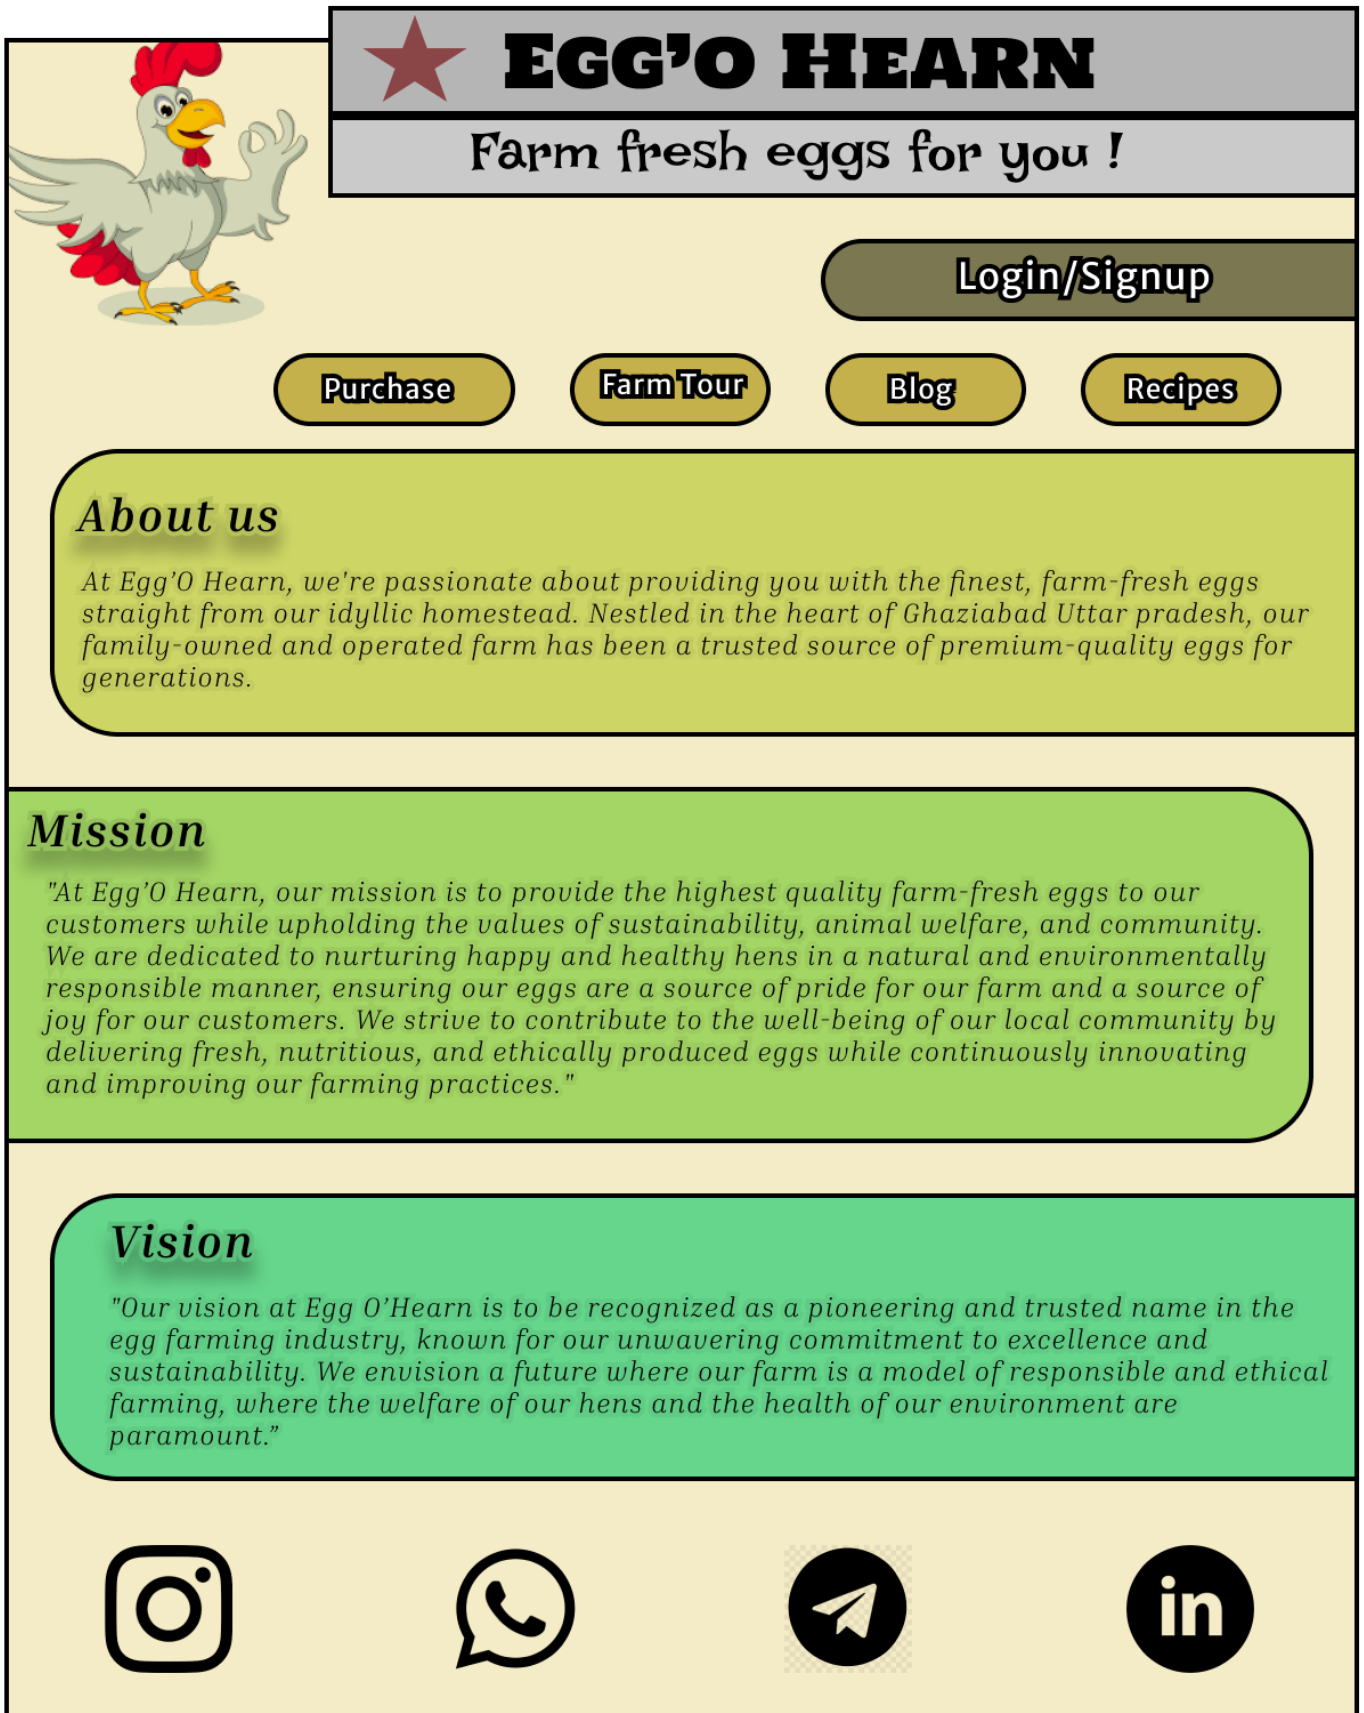 EGG’O HEARN
Farm fresh eggs for you !
Login/Signup
Purchase
Farm Tour
Blog
Recipes
About us
At Egg’O Hearn, we're passionate about providing you with the finest, farm-fresh eggs
straight from our idyllic homestead. Nestled in the heart of Ghaziabad Uttar pradesh, our
family-owned and operated farm has been a trusted source of premium-quality eggs for
generations.
Mission
"At Egg’O Hearn, our mission is to provide the highest quality farm-fresh eggs to our
customers while upholding the values of sustainability, animal welfare, and community.
We are dedicated to nurturing happy and healthy hens in a natural and environmentally
responsible manner, ensuring our eggs are a source of pride for our farm and a source of
joy for our customers. We strive to contribute to the well-being of our local community by
delivering fresh, nutritious, and ethically produced eggs while continuously innovating
and improving our farming practices."
Vision
"Our vision at Egg O’Hearn is to be recognized as a pioneering and trusted name in the
egg farming industry, known for our unwavering commitment to excellence and
sustainability. We envision a future where our farm is a model of responsible and ethical
farming, where the welfare of our hens and the health of our environment are
paramount.”
in